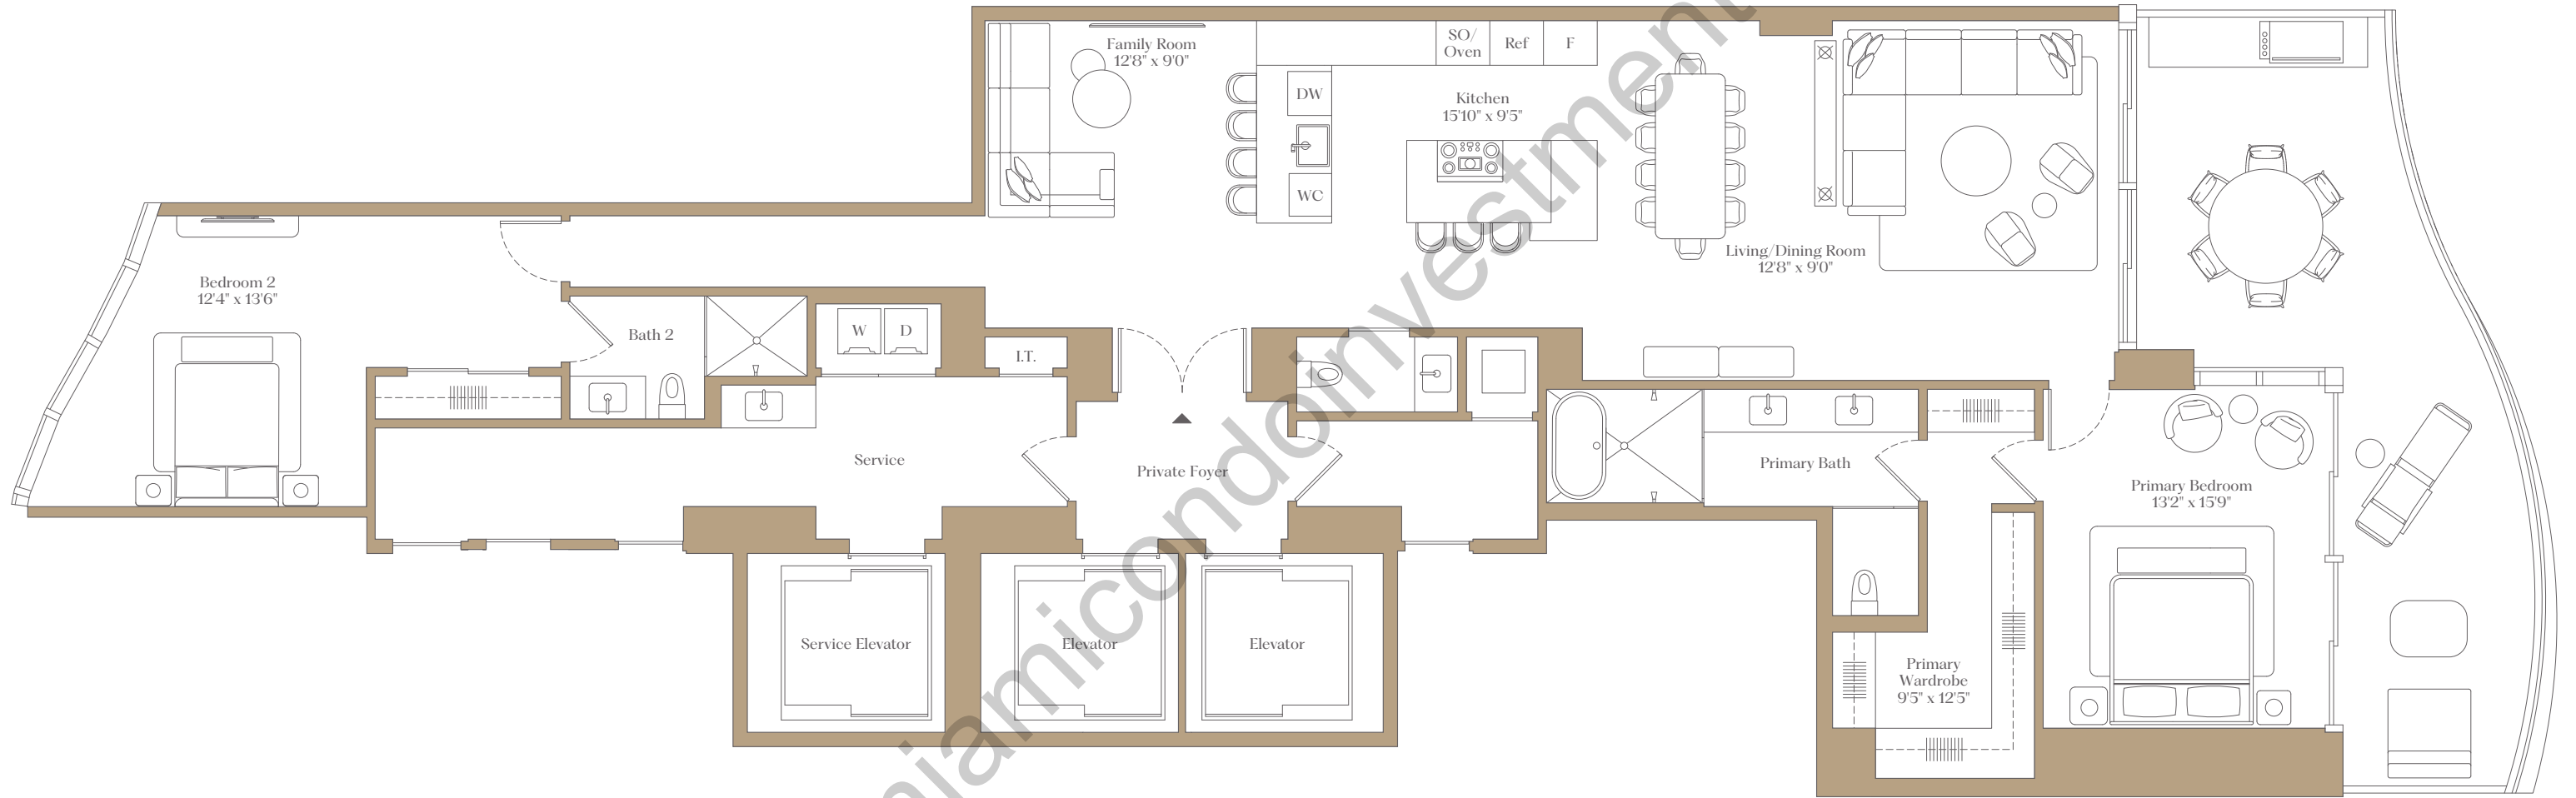 Family Room
12'8" x 9'0"
SO/
Oven
Ref
F
DW
WC
Kitchen
15'10" x 9'5"
Living/Dining Room
12'8" x 9'0"
Bedroom 2
12'4" x 13'6"
Bath 2
W
D
I.T.
Service
Private Foyer
Primary Bath
Primary Bedroom
13'2" x 15'9"
Service Elevator
Elevator
Elevator
Primary
Wardrobe
9'5" x 12'5"
miamicondoinvestment